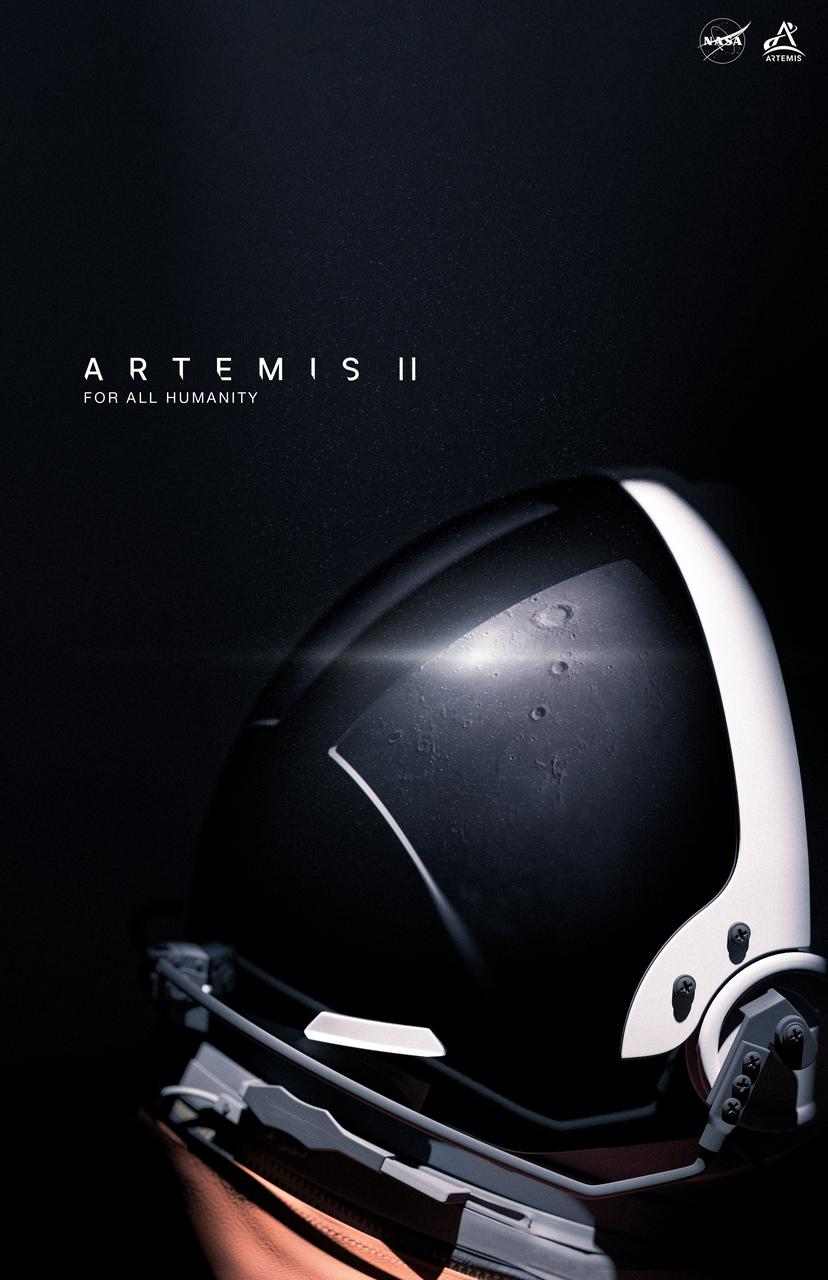 NASA
ARTEMIS
ARTEMIS II
FOR ALL HUMANITY